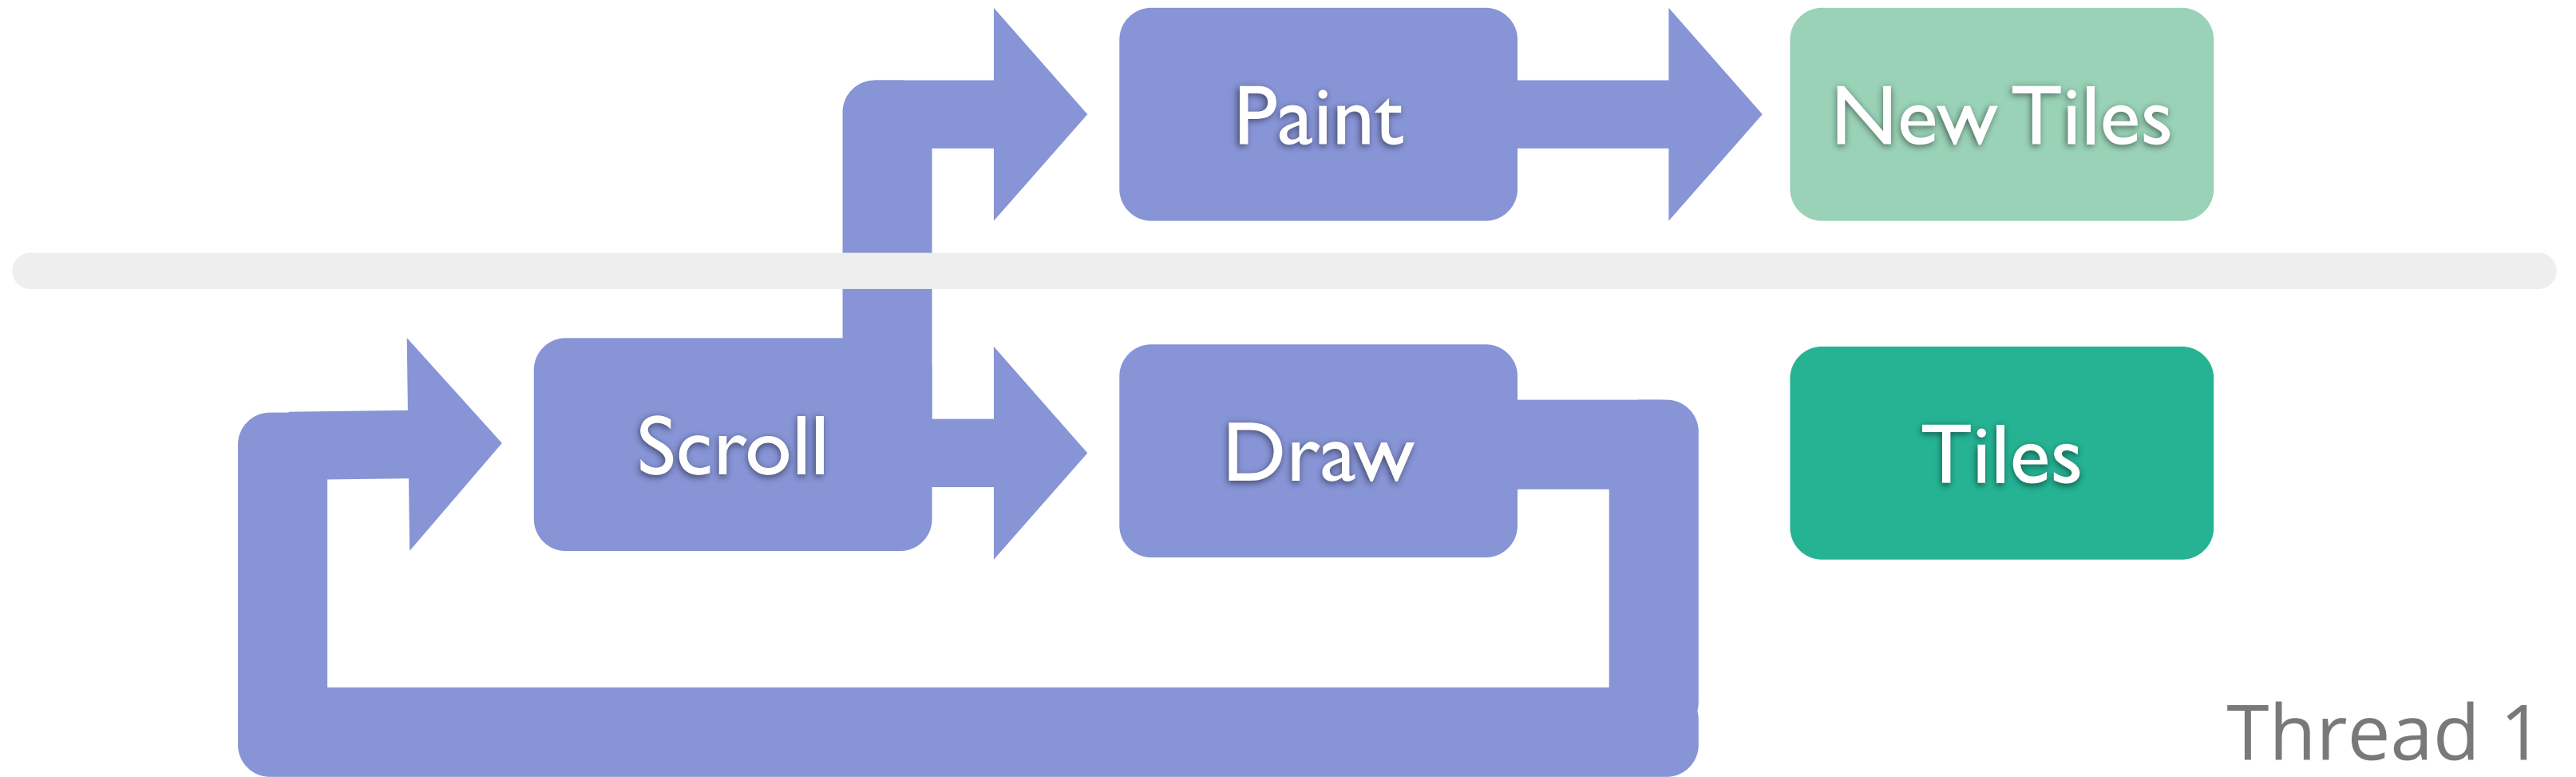 Paint
New Tiles
Scroll
Draw
Tiles
Thread 1